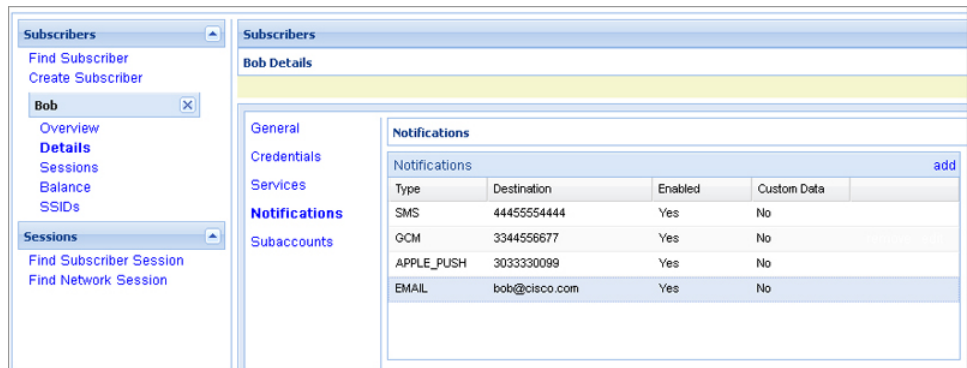 Subscribers
Find Subscriber
Create Subscriber
Bob
Overview
Details
Sessions
Balance
SSIDs
Sessions
Find Subscriber Session
Find Network Session
Subscribers
Bob Details
General
Credentials
Services
Notifications
Subaccounts
Notifications
Notifications add
Type Destination Enabled Custom Data
SMS 44455554444 Yes No
GCM 3344556677 Yes No
APPLE_PUSH 3033330099 Yes No
EMAIL bob@cisco.com Yes No